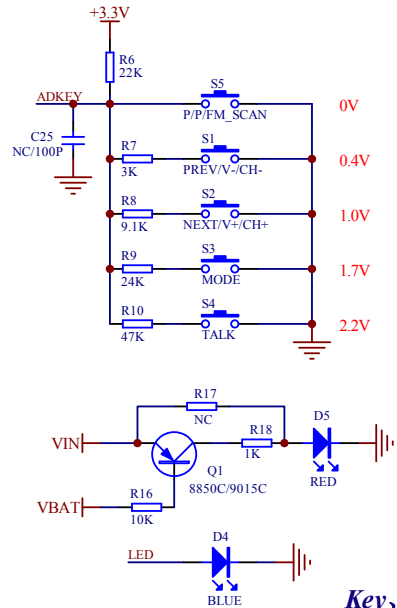 +3.3V
R6
22K
ADKEY
S5
P/P/FM_SCAN
0V
C25
NC/100P
R7
3K
S1
PREV/V-/CH-
0.4V
R8
9.1K
S2
NEXT/V+/CH+
1.0V
R9
24K
S3
MODE
1.7V
R10
47K
S4
TALK
2.2V
R17
NC
D5
VIN
R18
1K
RED
Q1
8850C/9015C
VBAT
R16
10K
D4
LED
BLUE